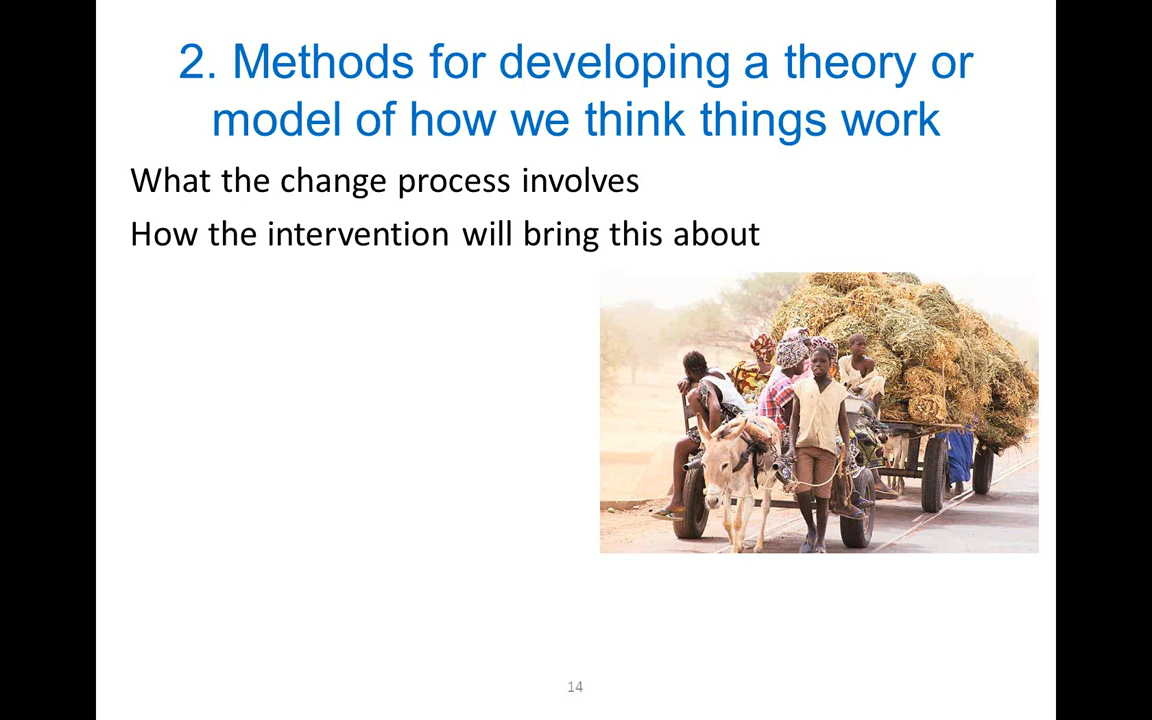 2. Methods for developing a theory or
model of how we think things work
What the change process involves
How the intervention will bring this about
14